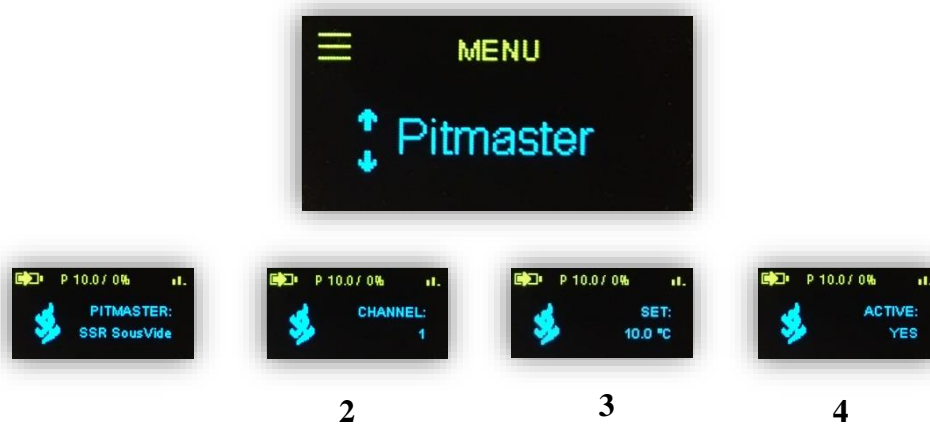 MENU
Pitmaster
P 10.0 / 0%
PITMASTER:
SSR SousVide
P 10.0 / 0%
CHANNEL:
1
P 10.0 / 0%
SET:
10.0 °C
P 10.0 / 0%
ACTIVE:
YES
2
3
4